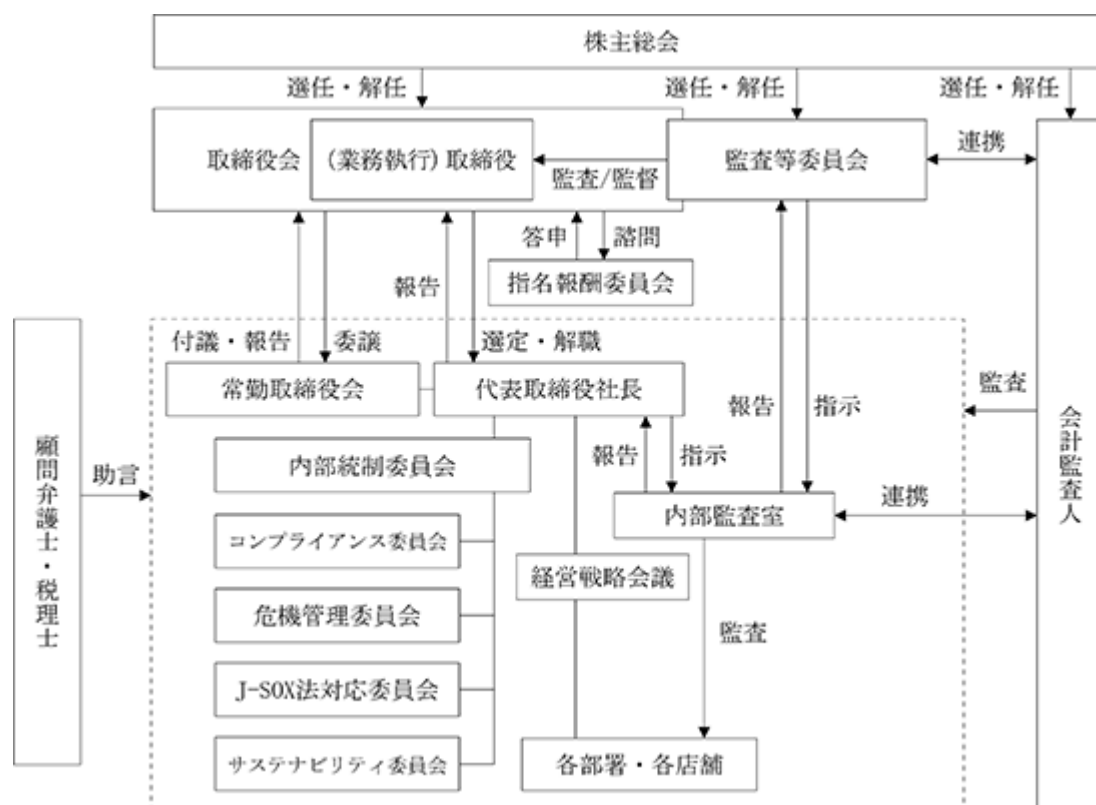 株主総会
選任・解任
選任・解任
選任・解任
取締役会
(業務執行)取締役
監査/監督
監査等委員会
連携
答申
諮問
指名報酬委員会
報告
付議・報告
委譲
選定・解職
常勤取締役会
代表取締役社長
報告
指示
監査
会計監査人
顧問弁護士・税理士
助言
内部統制委員会
報告
指示
内部監査室
連携
コンプライアンス委員会
経営戦略会議
危機管理委員会
監査
J-SOX法対応委員会
サステナビリティ委員会
各部署・各店舗